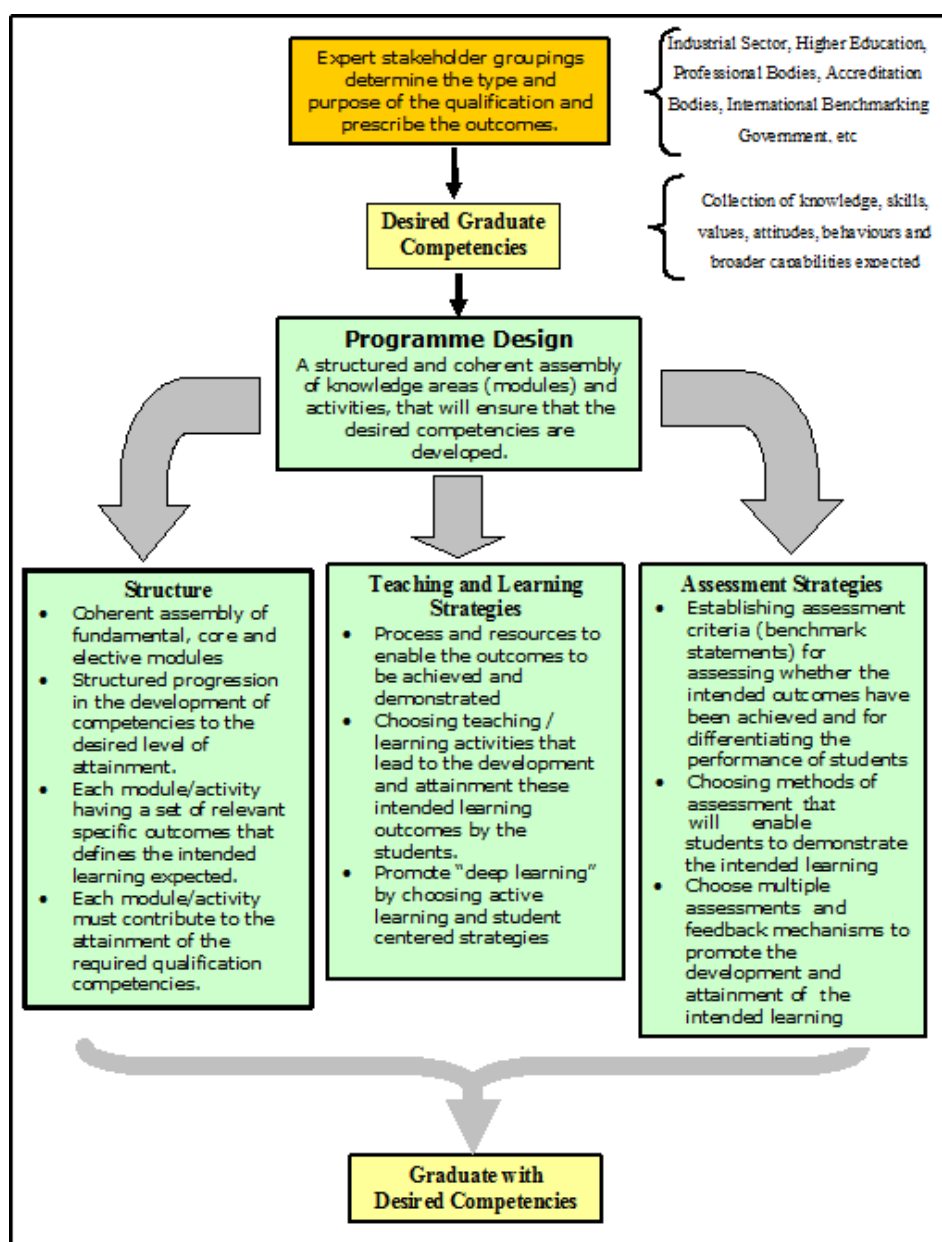 Expert stakeholder groupings
determine the type and
purpose of the qualification and
prescribe the outcomes.
Industrial Sector, Higher Education,
Professional Bodies, Accreditation
Bodies, International Benchmarking
Government, etc
Desired Graduate
Competencies
Collection of knowledge, skills,
values, attitudes, behaviours and
broader capabilities expected
Programme Design
A structured and coherent assembly
of knowledge areas (modules) and
activities, that will ensure that the
desired competencies are
developed.
Structure
• Coherent assembly of
fundamental, core and
elective modules
• Structured progression
in the development of
competencies to the
desired level of
attainment.
• Each module/activity
having a set of relevant
specific outcomes that
defines the intended
learning expected.
• Each module/activity
must contribute to the
attainment of the
required qualification
competencies.
Teaching and Learning
Strategies
• Process and resources to
enable the outcomes to
be achieved and
demonstrated
• Choosing teaching /
learning activities that
lead to the development
and attainment these
intended learning
outcomes by the
students.
• Promote “deep learning”
by choosing active
learning and student
centered strategies
Assessment Strategies
• Establishing assessment
criteria (benchmark
statements) for
assessing whether the
intended outcomes have
been achieved and for
differentiating the
performance of students
• Choosing methods of
assessment that
will enable
students to demonstrate
the intended learning
• Choose multiple
assessments and
feedback mechanisms to
promote the
development and
attainment of the
intended learning
Graduate with
Desired Competencies